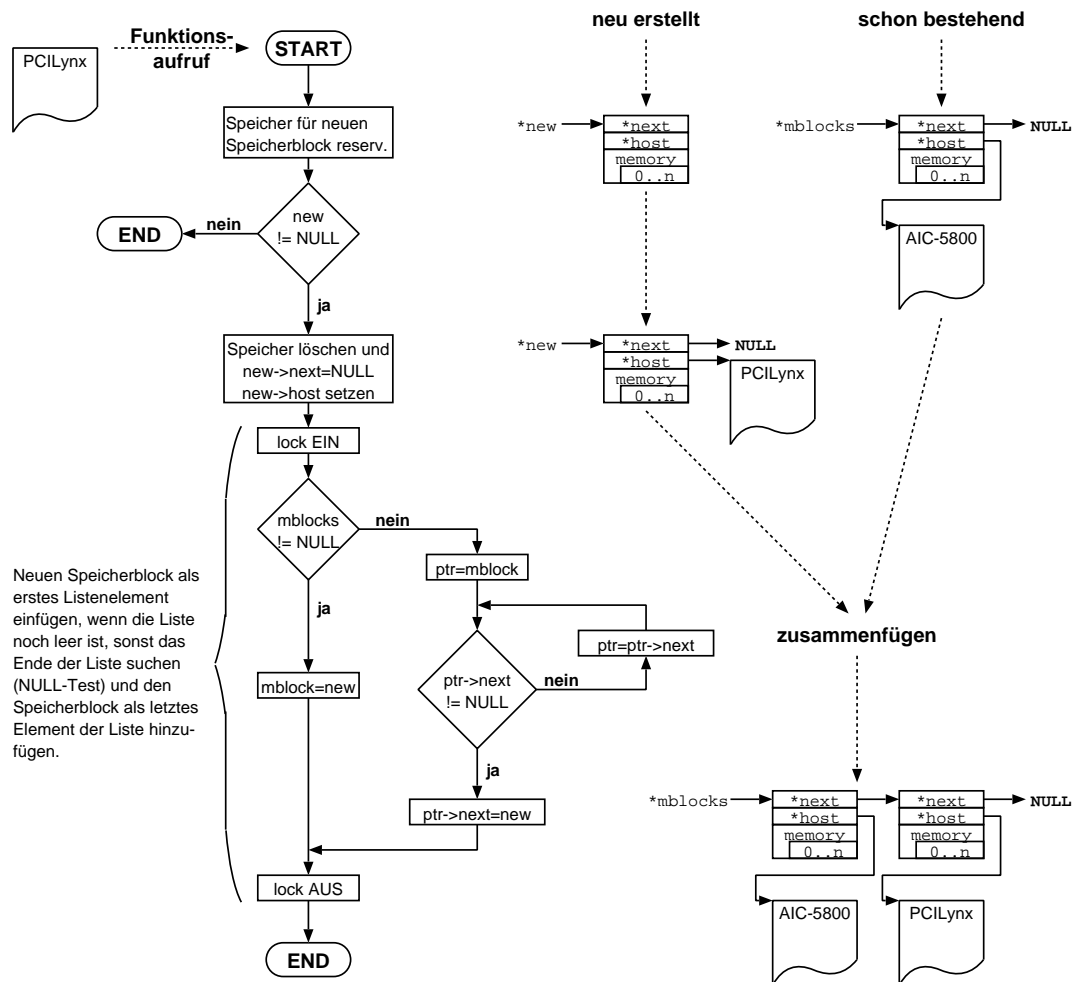 PCILynx
Funktions-
aufruf
START
Speicher für neuen
Speicherblock reserv.
new
!= NULL
nein
END
ja
Speicher löschen und
new->next=NULL
new->host setzen
lock EIN
mblocks
!= NULL
nein
ptr=mblock
ja
ptr=ptr->next
mblock=new
ptr->next
!= NULL
nein
ja
ptr->next=new
lock AUS
END
Neuen Speicherblock als
erstes Listenelement
einfügen, wenn die Liste
noch leer ist, sonst das
Ende der Liste suchen
(NULL-Test) und den
Speicherblock als letztes
Element der Liste hinzu-
fügen.
neu erstellt
*new
*next
*host
memory
0..n
*new
*next
NULL
*host
memory
0..n
PCILynx
schon bestehend
*mblocks
*next
NULL
*host
memory
0..n
AIC-5800
zusammenfügen
*mblocks
*next
*host
memory
0..n
AIC-5800
*next
NULL
*host
memory
0..n
PCILynx